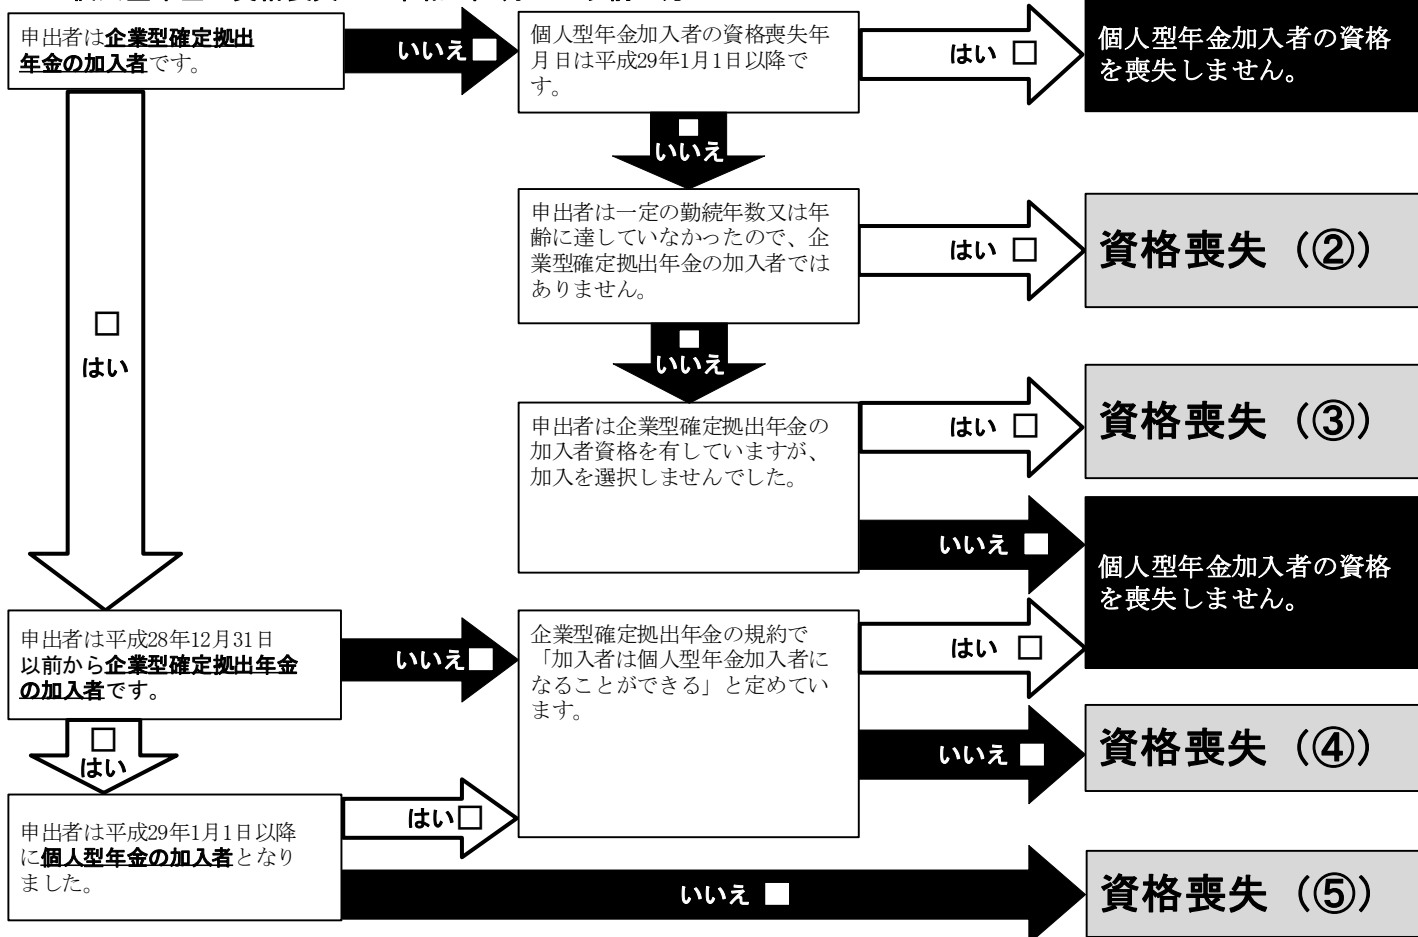 申出者は企業型確定拠出
年金の加入者です。
いいえ
個人型年金加入者の資格喪失年
月日は平成29年1月1日以降で
す。
はい
個人型年金加入者の資格
を喪失しません。
いいえ
申出者は一定の勤続年数又は年
齢に達していなかったので、企
業型確定拠出年金の加入者では
ありません。
はい
資格喪失（②）
はい
いいえ
申出者は企業型確定拠出年金の
加入者資格を有していますが、
加入を選択しませんでした。
はい
資格喪失（③）
いいえ
個人型年金加入者の資格
を喪失しません。
申出者は平成28年12月31日
以前から企業型確定拠出年金
の加入者です。
いいえ
企業型確定拠出年金の規約で
「加入者は個人型年金加入者に
なることができる」と定めてい
ます。
はい
いいえ
資格喪失（④）
はい
申出者は平成29年1月1日以降
に個人型年金の加入者となり
ました。
はい
いいえ
資格喪失（⑤）